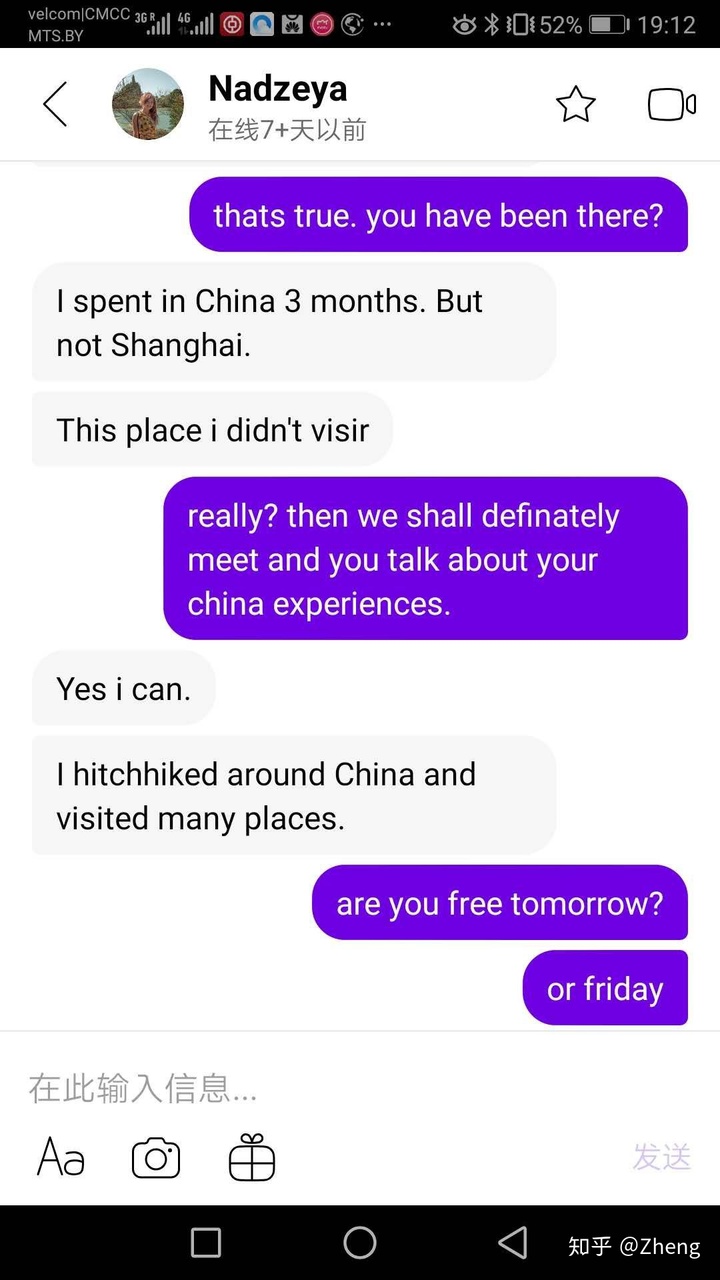 velcom|CMCC 3G R 4G 52% 19:12
MTS.BY
Nadzeya
在线7+天以前
thats true. you have been there?
I spent in China 3 months. But
not Shanghai.
This place i didn't visir
really? then we shall definately
meet and you talk about your
china experiences.
Yes i can.
I hitchhiked around China and
visited many places.
are you free tomorrow?
or friday
在此输入信息...
Aa
发送
知乎 @Zheng